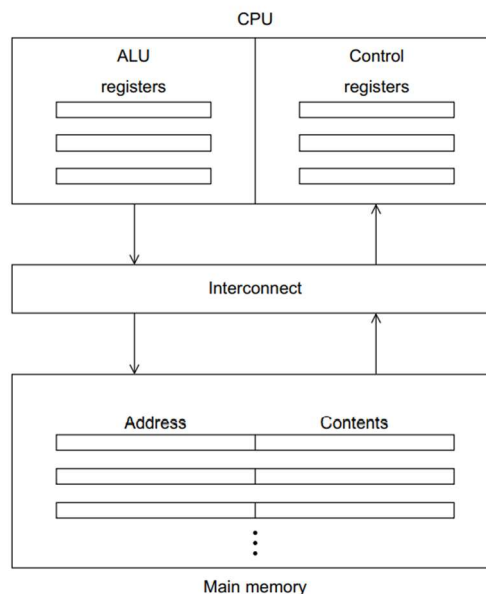 CPU
ALU
Control
registers
registers
Interconnect
Address
Contents
Main memory